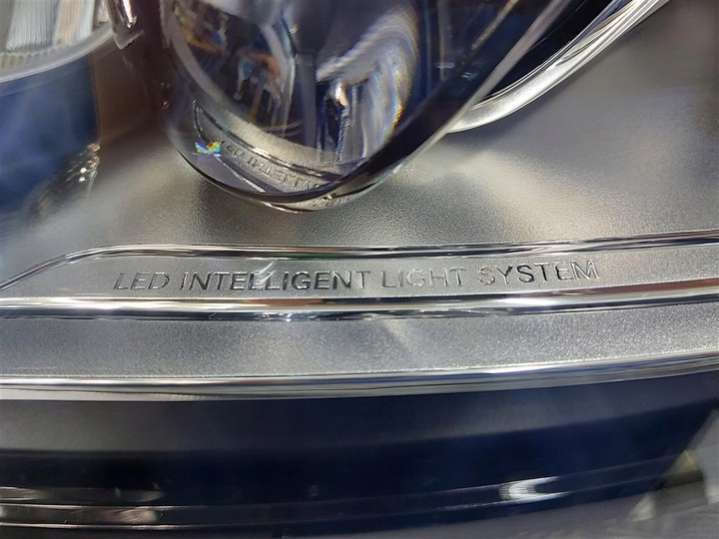 LED INTELLIGENT LIGHT SYSTEM